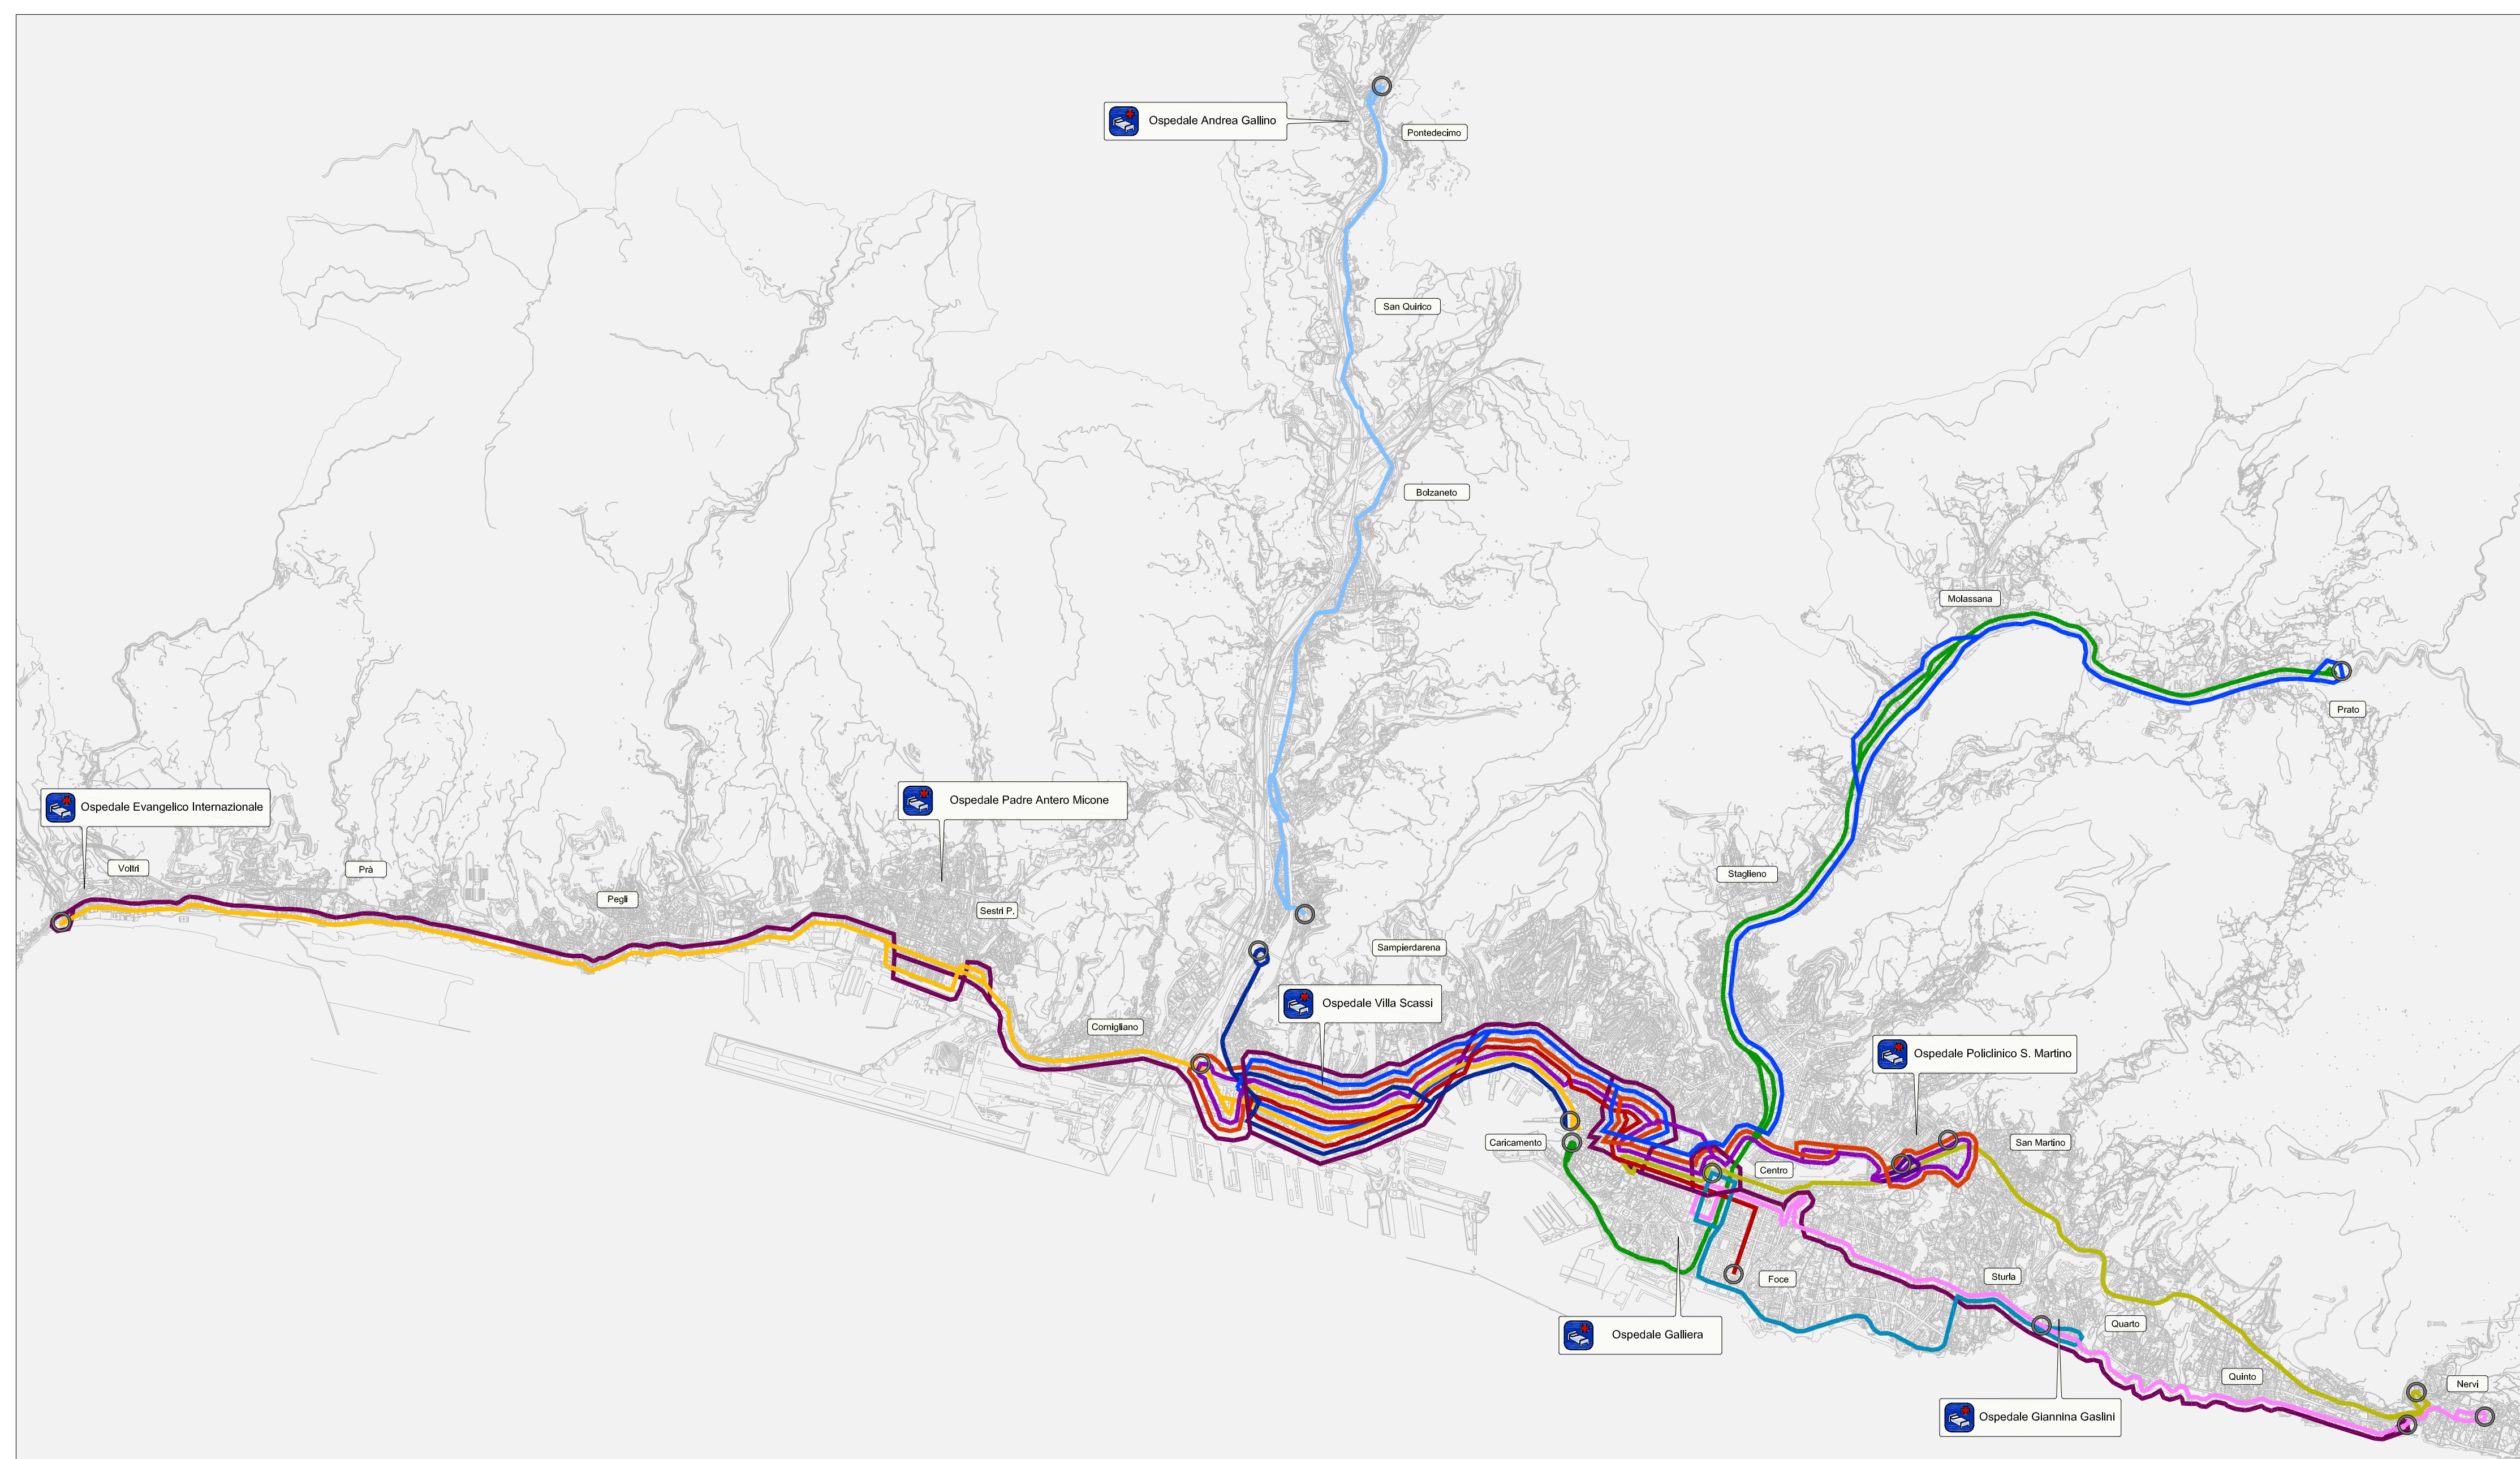 Ospedale Andrea Gallino
Pontedecimo
San Quirico
Bolzaneto
Molassana
Prato
Ospedale Evangelico Internazionale
Ospedale Padre Antero Micone
Voltri
Prà
Pegli
Sestri P.
Staglieno
Sampierdarena
Ospedale Villa Scassi
Cornigliano
Ospedale Policlinico S. Martino
Caricamento
San Martino
Centro
Foce
Sturla
Ospedale Galliera
Quarto
Quinto
Nervi
Ospedale Giannina Gaslini